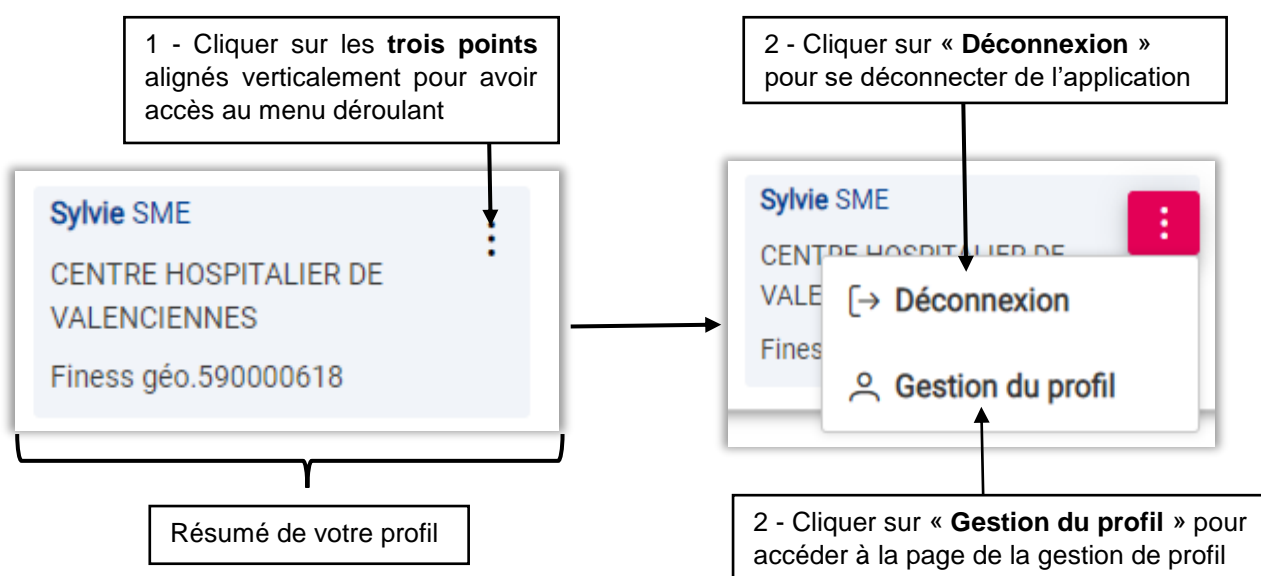 1 - Cliquer sur les trois points
alignés verticalement pour avoir
accès au menu déroulant
2 - Cliquer sur « Déconnexion »
pour se déconnecter de l’application
Sylvie SME
CENTRE HOSPITALIER DE
VALENCIENNES
Finess géo.590000618
Résumé de votre profil
Sylvie SME
CENTRE HOSPITALIER DE
VALE
Fines
Déconnexion
Gestion du profil
2 - Cliquer sur « Gestion du profil » pour
accéder à la page de la gestion de profil